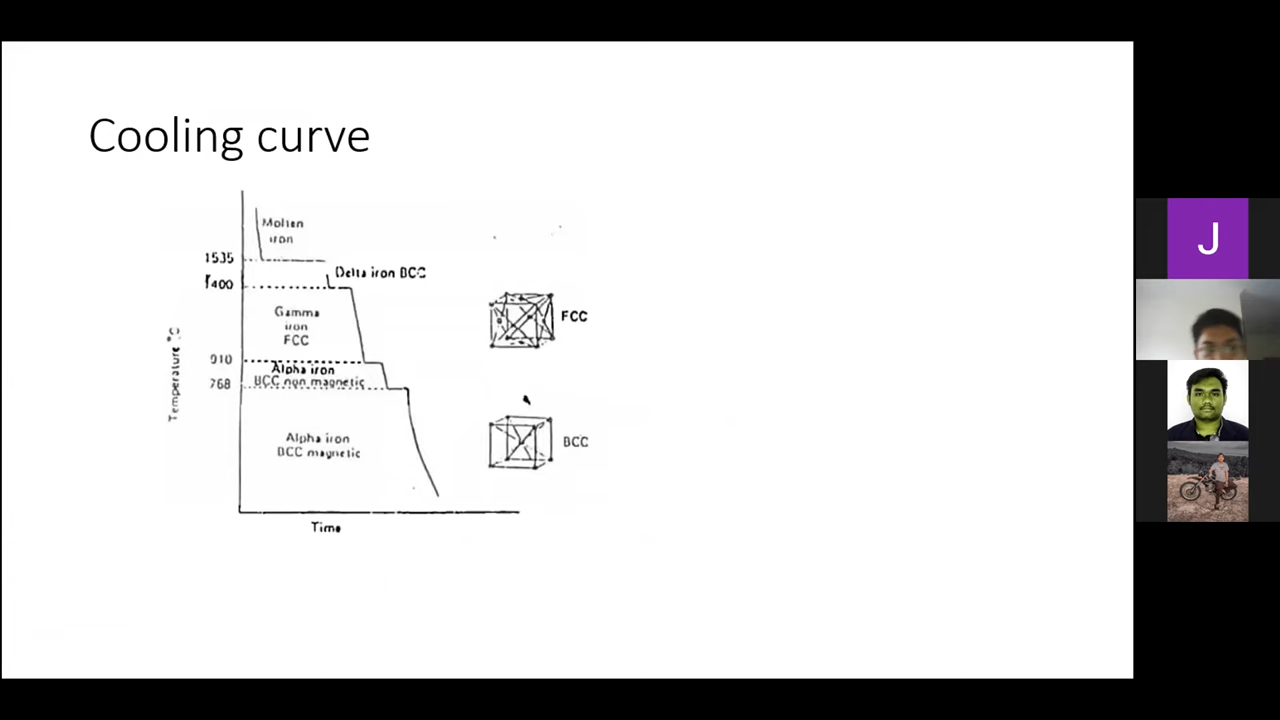 Cooling curve
Molten
iron
1535
Delta iron BCC
1400
Gamma
iron
FCC
FCC
910
Alpha iron
BCC non magnetic
768
Temperature °C
Alpha iron
BCC magnetic
BCC
Time
J